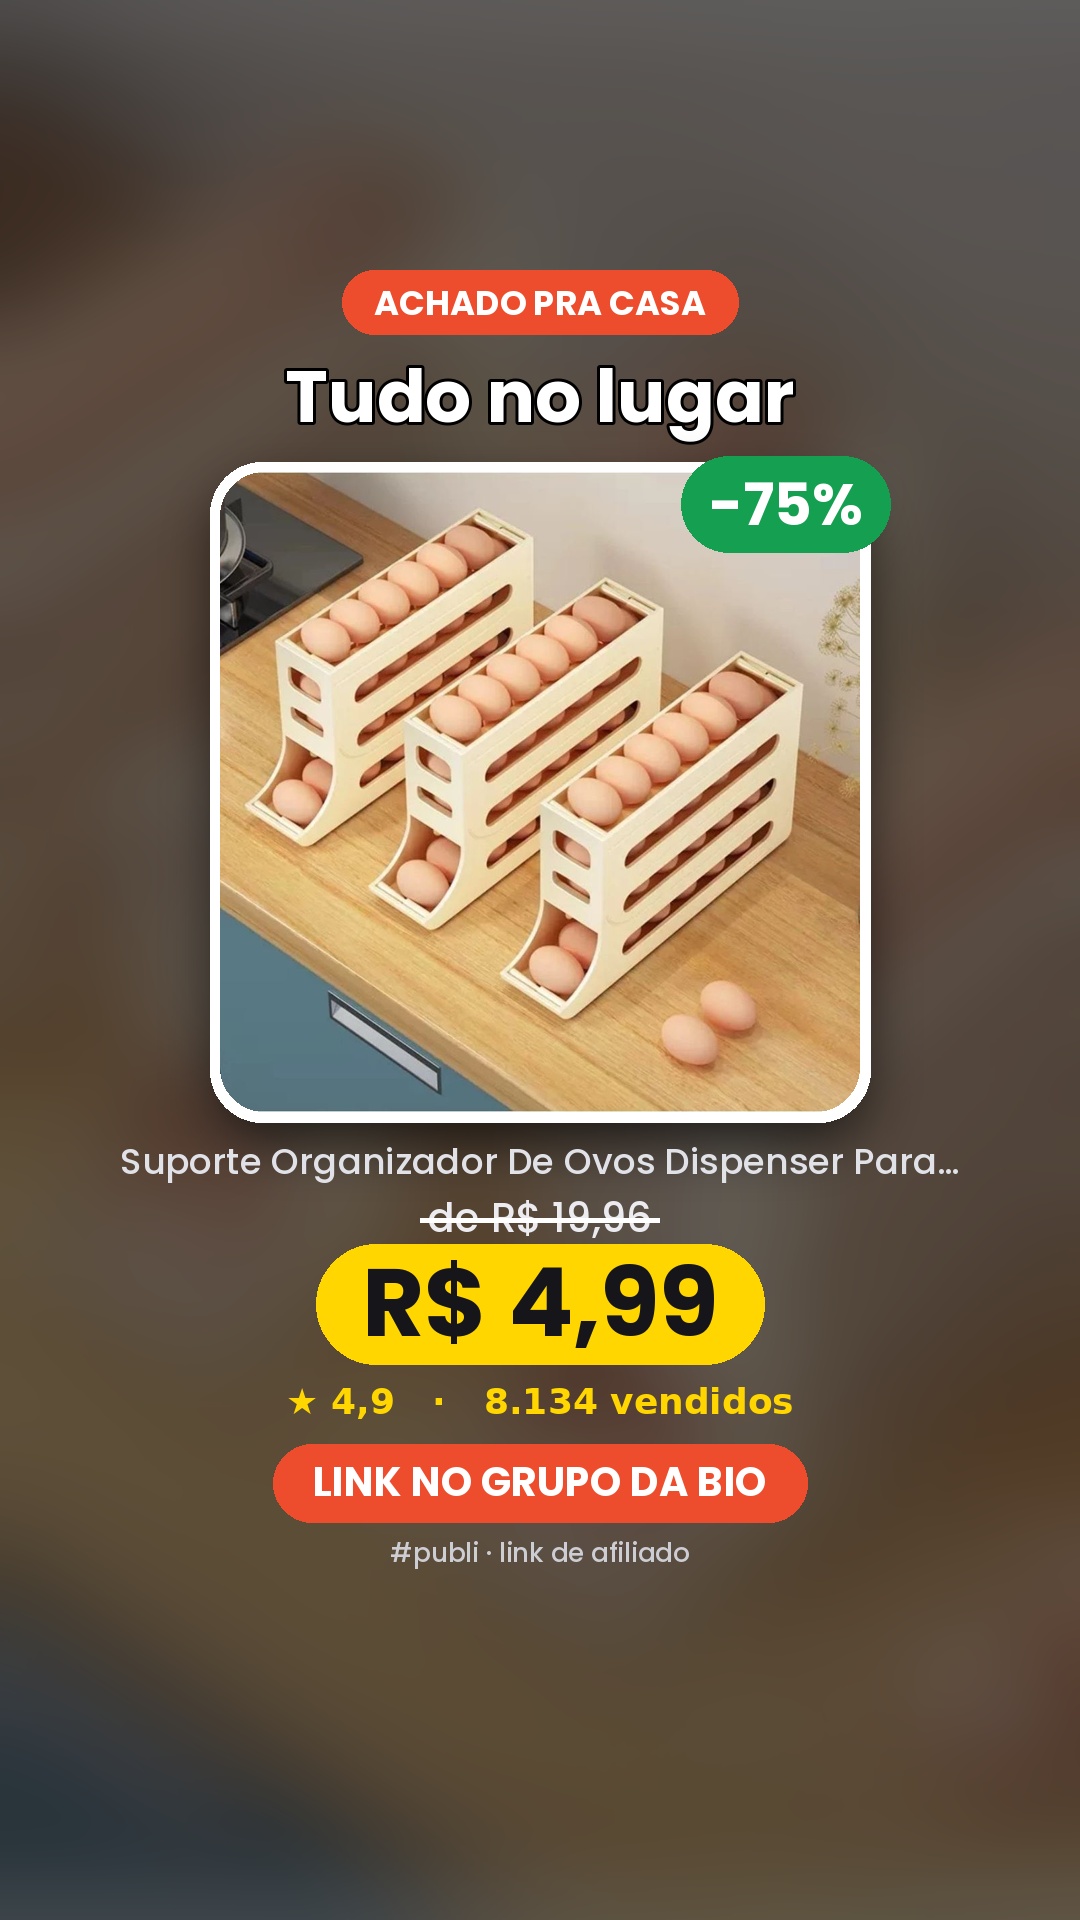 ACHADO PRA CASA
Tudo no lugar
-75%
Suporte Organizador De Ovos Dispenser Para...
de R$ 19,96
R$ 4,99
★ 4,9 · 8.134 vendidos
LINK NO GRUPO DA BIO
#publi · link de afiliado